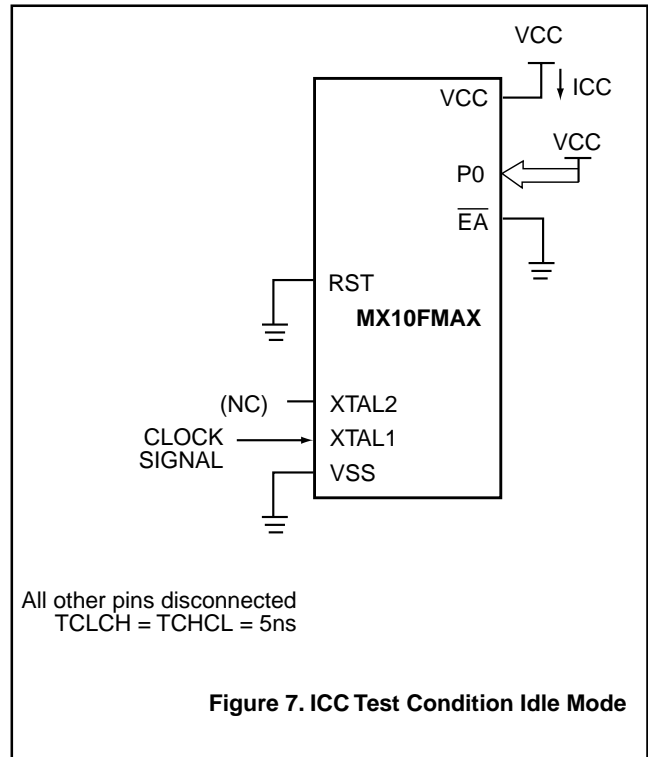 VCC
VCC
ICC
VCC
P0
EA
RST
MX10FMAX
(NC)
XTAL2
CLOCK
SIGNAL
XTAL1
VSS
All other pins disconnected
TCLCH = TCHCL = 5ns
Figure 7. ICC Test Condition Idle Mode